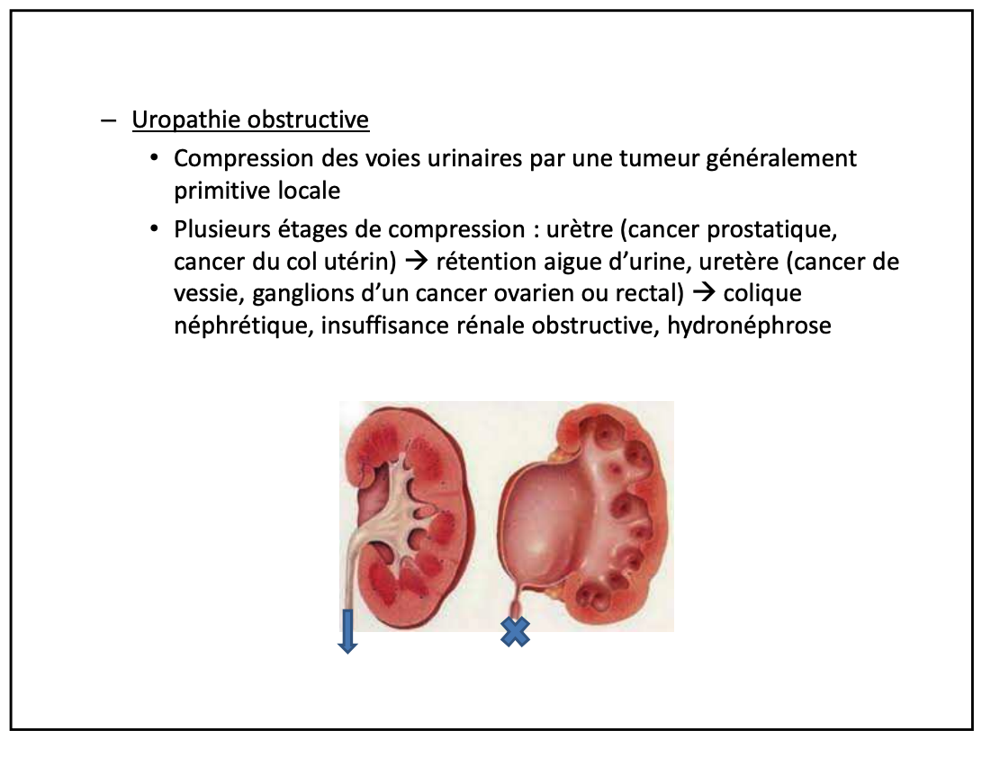 – Uropathie obstructive
• Compression des voies urinaires par une tumeur généralement
primitive locale
• Plusieurs étages de compression : urètre (cancer prostatique,
cancer du col utérin) → rétention aigue d’urine, uretère (cancer de
vessie, ganglions d’un cancer ovarien ou rectal) → colique
néphrétique, insuffisance rénale obstructive, hydronéphrose